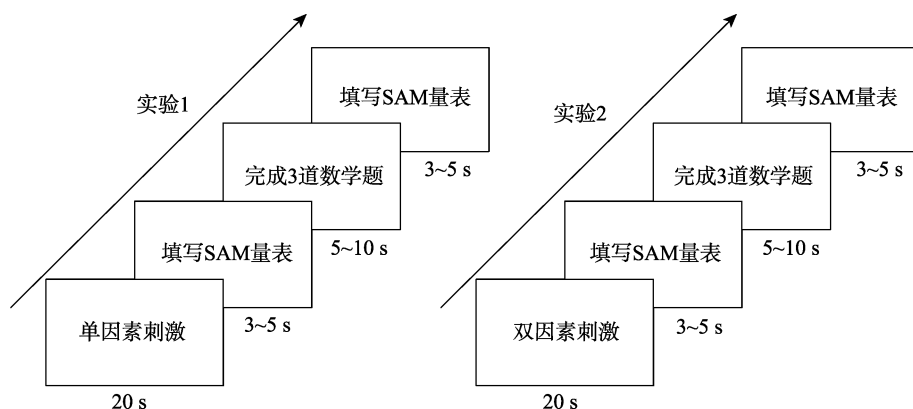 实验1
单因素刺激
20 s
填写SAM量表
3~5 s
完成3道数学题
5~10 s
填写SAM量表
3~5 s
实验2
双因素刺激
20 s
填写SAM量表
3~5 s
完成3道数学题
5~10 s
填写SAM量表
3~5 s